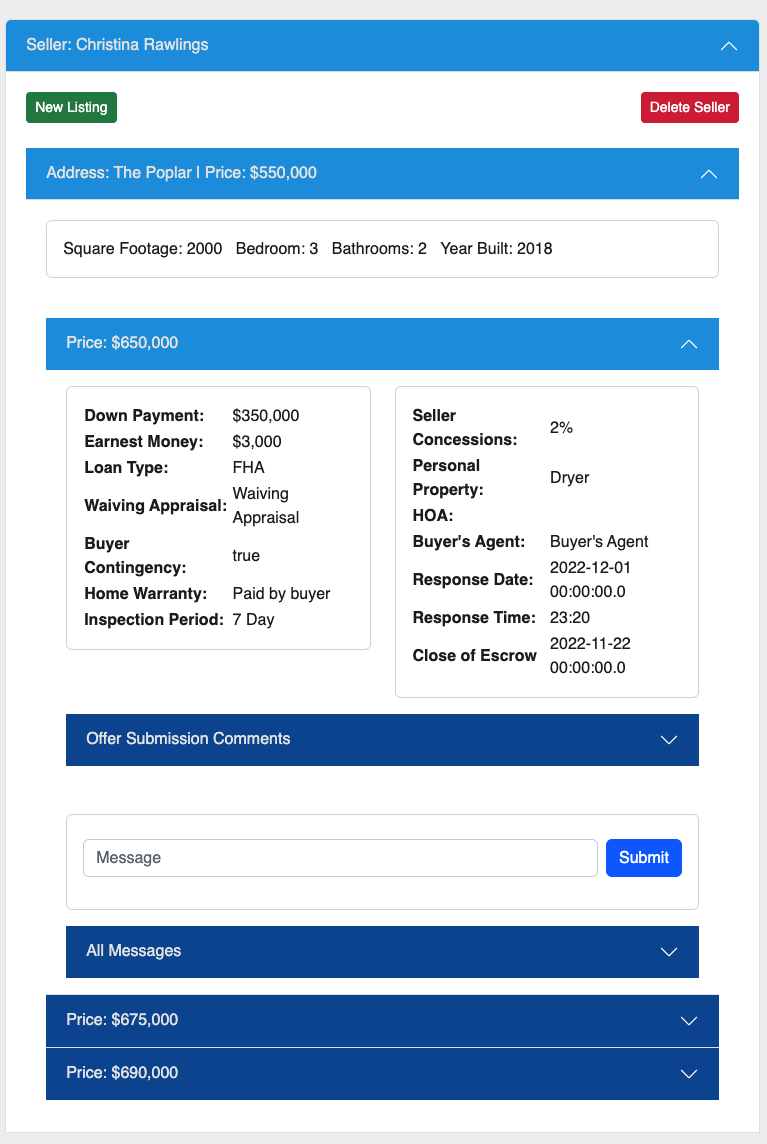 Seller: Christina Rawlings
New Listing
Delete Seller
Address: The Poplar | Price: $550,000
Square Footage: 2000 Bedroom: 3 Bathrooms: 2 Year Built: 2018
Price: $650,000
Down Payment: $350,000
Earnest Money: $3,000
Loan Type: FHA
Waiving Appraisal: Waiving
Appraisal
Buyer
Contingency: true
Home Warranty: Paid by buyer
Inspection Period: 7 Day
Seller
Concessions: 2%
Personal
Property: Dryer
HOA:
Buyer's Agent: Buyer's Agent
Response Date: 2022-12-01
00:00:00.0
Response Time: 23:20
Close of Escrow 2022-11-22
00:00:00.0
Offer Submission Comments
Message
Submit
All Messages
Price: $675,000
Price: $690,000